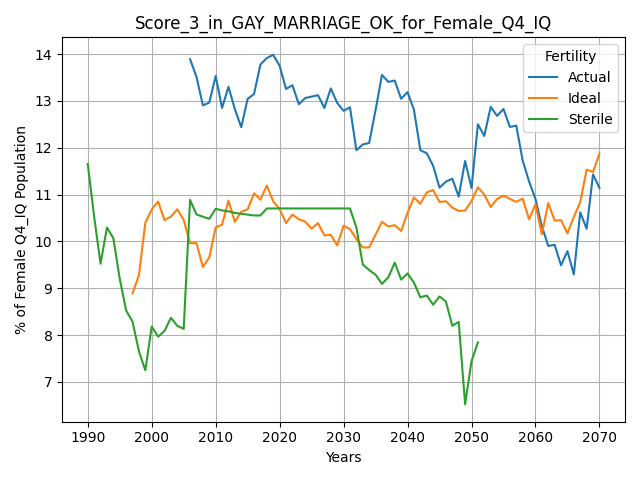 Score_3_in_GAY_MARRIAGE_OK_for_Female_Q4_IQ
Fertility
Actual
Ideal
Sterile
% of Female Q4_IQ Population
14
13
12
11
10
9
8
7
1990 2000 2010 2020 2030 2040 2050 2060 2070
Years